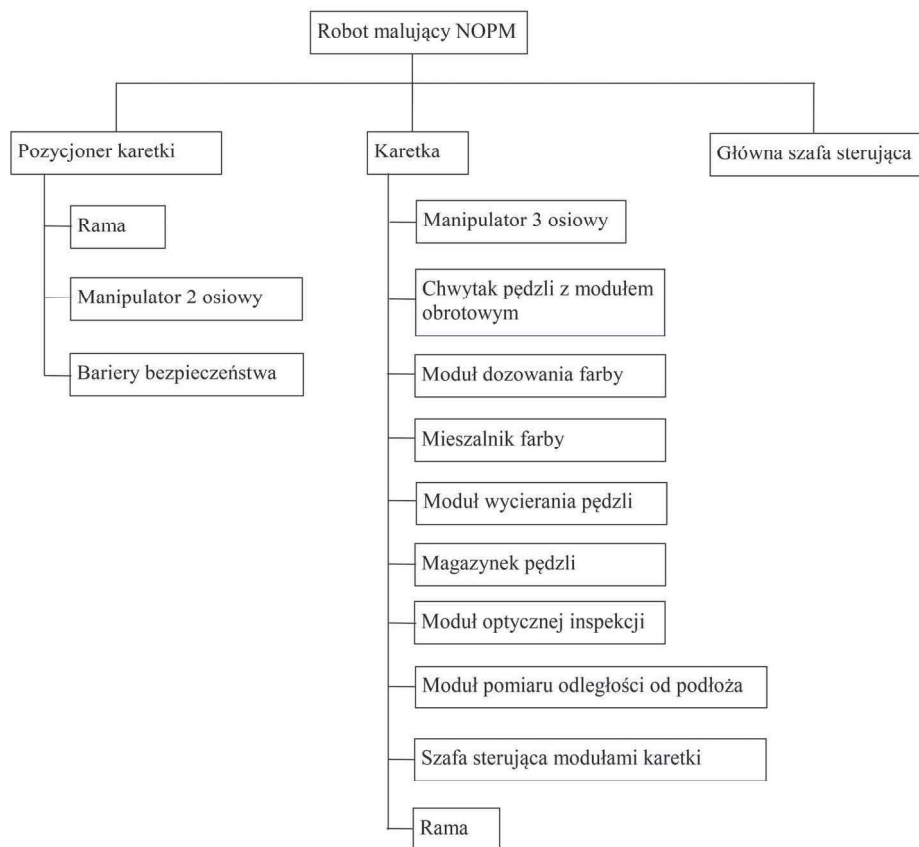 Robot malujący NOPM
Pozycjoner karetki
Rama
Manipulator 2 osiowy
Bariery bezpieczeństwa
Karetka
Manipulator 3 osiowy
Chwytak pędzli z modułem
obrotowym
Moduł dozowania farby
Mieszalnik farby
Moduł wycierania pędzli
Magazynek pędzli
Moduł optycznej inspekcji
Moduł pomiaru odległości od podłoża
Szafa sterująca modułami karetki
Rama
Główna szafa sterująca